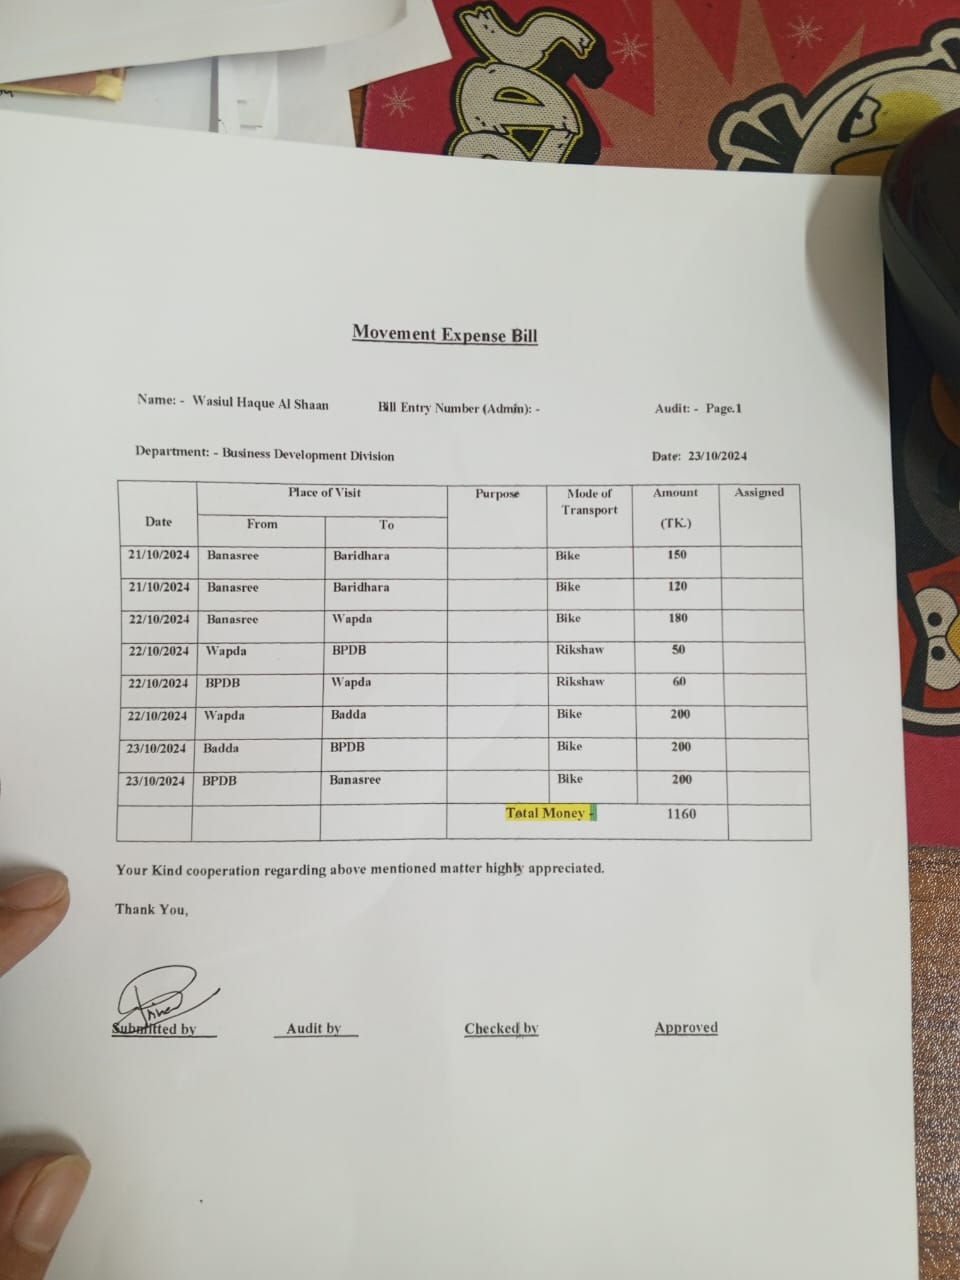 Movement Expense Bill
Name: - Wasiul Haque Al Shaan Bill Entry Number (Admin): - Audit: - Page.1
Department: - Business Development Division Date: 23/10/2024
Date Place of Visit Purpose Mode of Transport Amount (TK.) Assigned
From To
21/10/2024 Banasree Baridhara Bike 150
21/10/2024 Banasree Baridhara Bike 120
22/10/2024 Banasree Wapda Bike 180
22/10/2024 Wapda BPDB Rikshaw 50
22/10/2024 BPDB Wapda Rikshaw 60
22/10/2024 Wapda Badda Bike 200
23/10/2024 Badda BPDB Bike 200
23/10/2024 BPDB Banasree Bike 200
Total Money - 1160
Your Kind cooperation regarding above mentioned matter highly appreciated.
Thank You,
Submitted by Audit by Checked by Approved